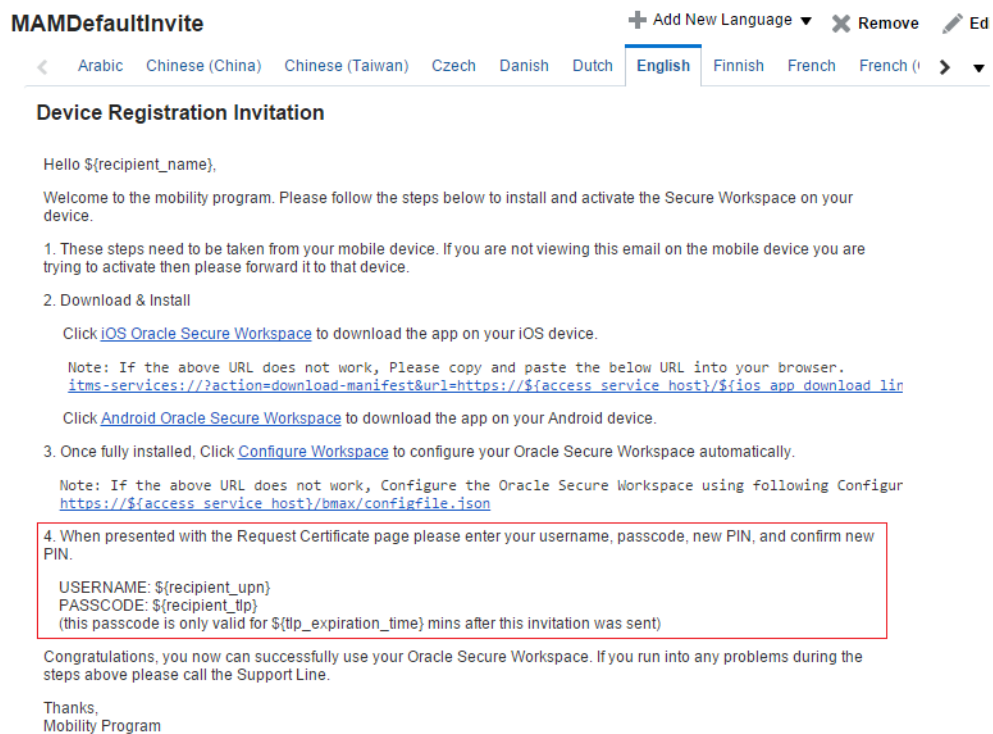 MAMDefaultInvite
Add New Language
Remove
Edi
Arabic Chinese (China) Chinese (Taiwan) Czech Danish Dutch English Finnish French French (
Device Registration Invitation
Hello ${recipient_name},
Welcome to the mobility program. Please follow the steps below to install and activate the Secure Workspace on your
device.
1. These steps need to be taken from your mobile device. If you are not viewing this email on the mobile device you are
trying to activate then please forward it to that device.
2. Download & Install
Click iOS Oracle Secure Workspace to download the app on your iOS device.
Note: If the above URL does not work, Please copy and paste the below URL into your browser.
itms-services://?action=download-manifest&url=https://${access_service_host}/${ios_app_download_lin
Click Android Oracle Secure Workspace to download the app on your Android device.
3. Once fully installed, Click Configure Workspace to configure your Oracle Secure Workspace automatically.
Note: If the above URL does not work, Configure the Oracle Secure Workspace using following Configur
https://${access_service_host}/bmax/configfile.json
4. When presented with the Request Certificate page please enter your username, passcode, new PIN, and confirm new
PIN.
USERNAME: ${recipient_upn}
PASSCODE: ${recipient_tlp}
(this passcode is only valid for ${tlp_expiration_time} mins after this invitation was sent)
Congratulations, you now can successfully use your Oracle Secure Workspace. If you run into any problems during the
steps above please call the Support Line.
Thanks,
Mobility Program